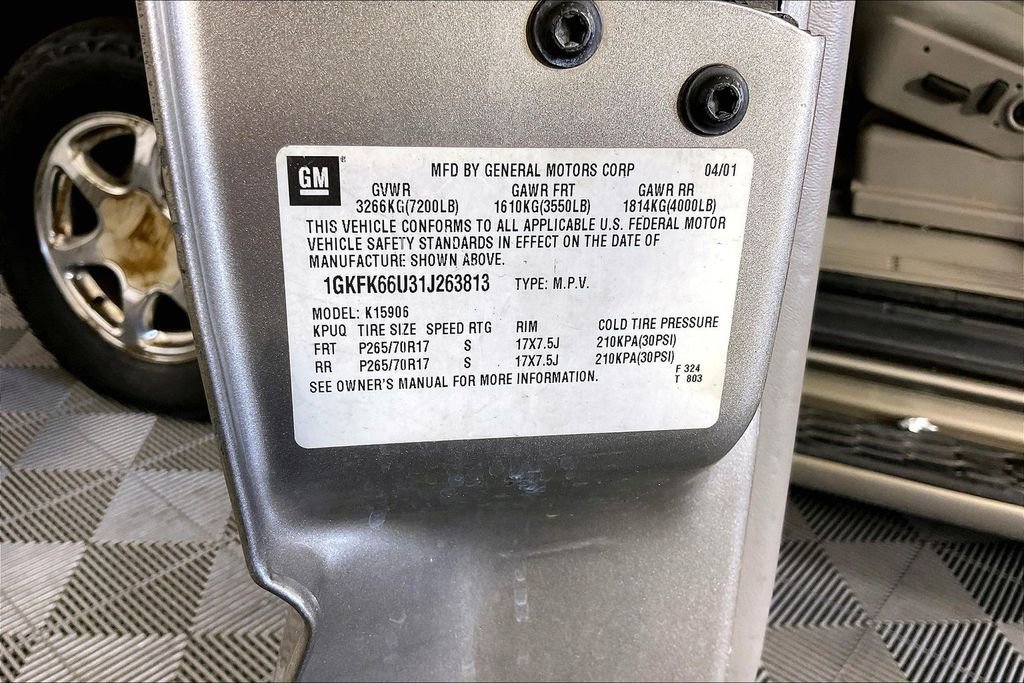 GM
MFD BY GENERAL MOTORS CORP 04/01
GVWR GAWR FRT GAWR RR
3266KG(7200LB) 1610KG(3550LB) 1814KG(4000LB)
THIS VEHICLE CONFORMS TO ALL APPLICABLE U.S. FEDERAL MOTOR
VEHICLE SAFETY STANDARDS IN EFFECT ON THE DATE OF
MANUFACTURE SHOWN ABOVE.
1GKFK66U31J263813 TYPE: M.P.V.
MODEL: K15906
KPUQ TIRE SIZE SPEED RTG RIM COLD TIRE PRESSURE
FRT P265/70R17 S 17X7.5J 210KPA(30PSI)
RR P265/70R17 S 17X7.5J 210KPA(30PSI)
SEE OWNER'S MANUAL FOR MORE INFORMATION. F 324
T 803